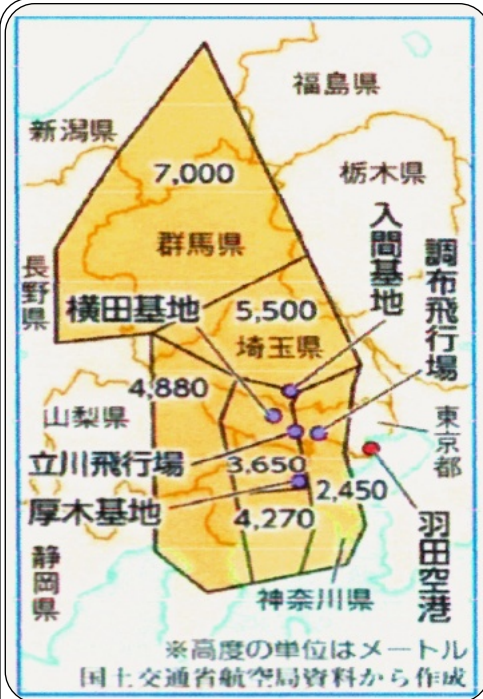 福島県
新潟県
7,000
栃木県
群馬県
入間基地
調布飛行場
長野県
横田基地
5,500
埼玉県
4,880
山梨県
東京都
立川飛行場
3,650
2,450
厚木基地
4,270
羽田空港
静岡県
神奈川県
※高度の単位はメートル
国土交通省航空局資料から作成